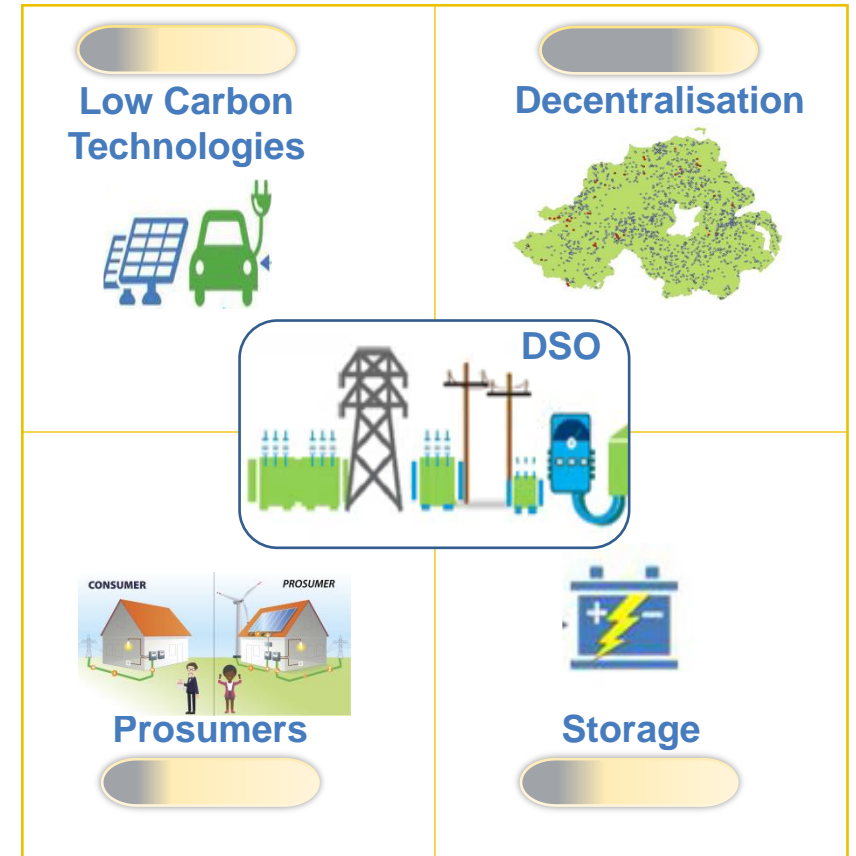 Low Carbon
Technologies
Decentralisation
DSO
CONSUMER
PROSUMER
Prosumers
Storage